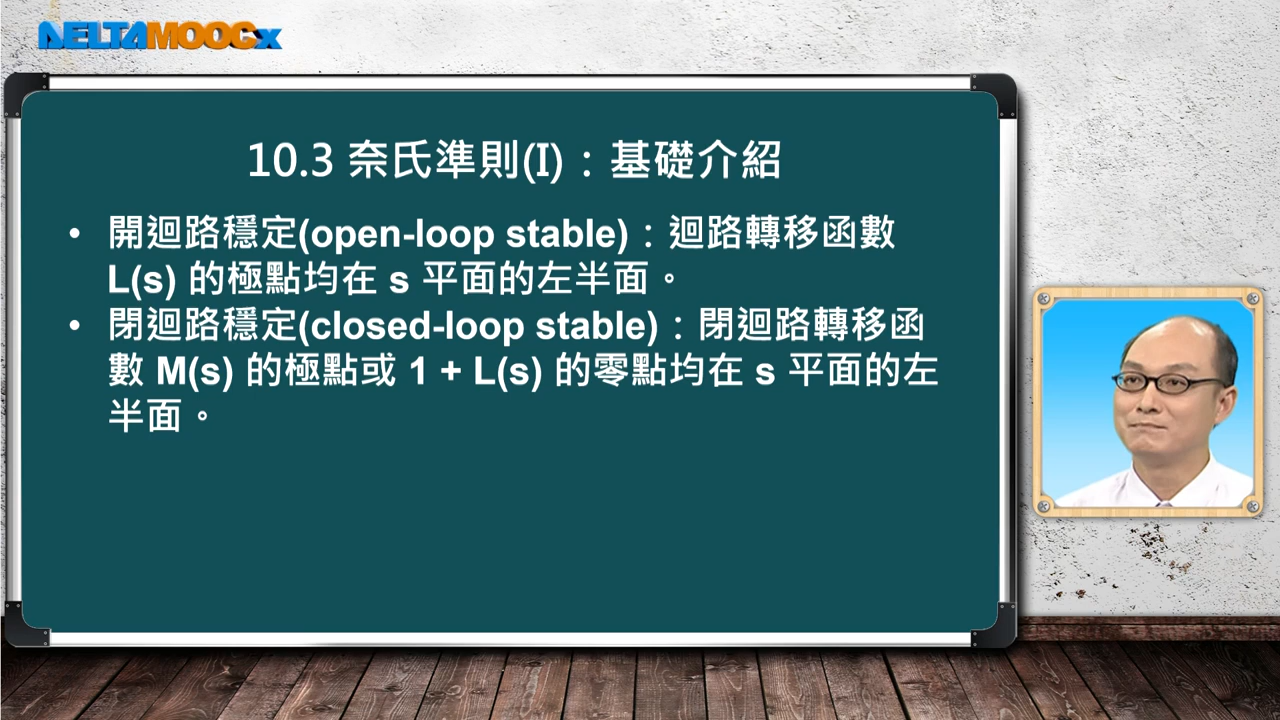 DELTAMOOCx
10.3 奈氏準則(I)：基礎介紹
• 開迴路穩定(open-loop stable)：迴路轉移函數
L(s) 的極點均在 s 平面的左半面。
• 閉迴路穩定(closed-loop stable)：閉迴路轉移函
數 M(s) 的極點或 1 + L(s) 的零點均在 s 平面的左
半面。